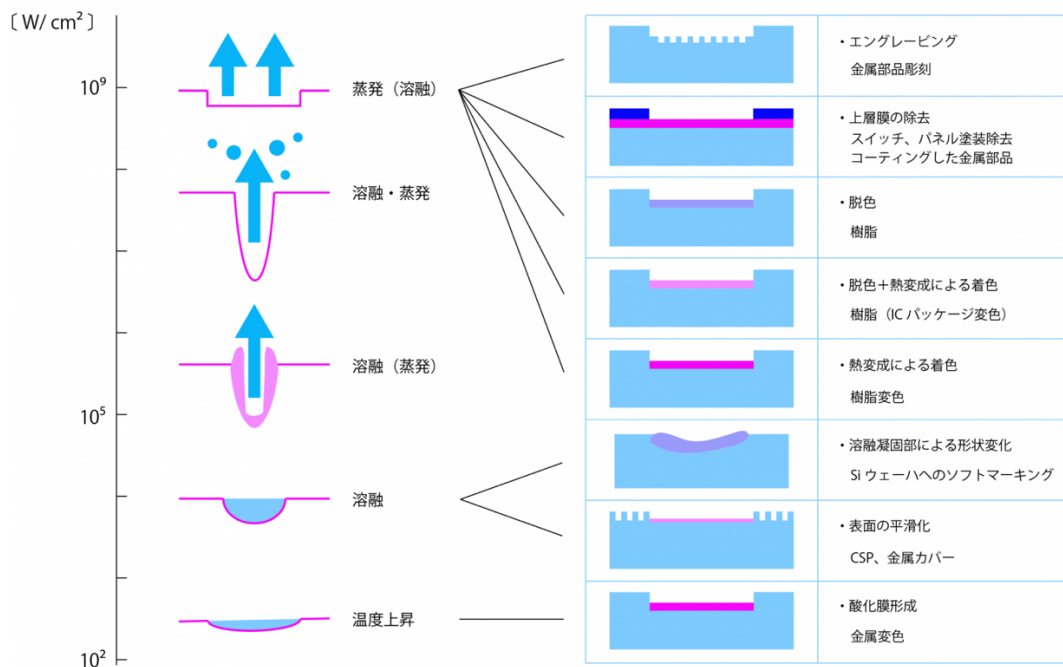 〔 W/ cm²〕
10⁹
10⁵
10²
蒸発（溶融）
溶融・蒸発
溶融（蒸発）
溶融
温度上昇
・エングレービング
金属部品彫刻
・上層膜の除去
スイッチ、パネル塗装除去
コーティングした金属部品
・脱色
樹脂
・脱色＋熱変成による着色
樹脂（IC パッケージ変色）
・熱変成による着色
樹脂変色
・溶融凝固部による形状変化
Si ウェーハへのソフトマーキング
・表面の平滑化
CSP、金属カバー
・酸化膜形成
金属変色